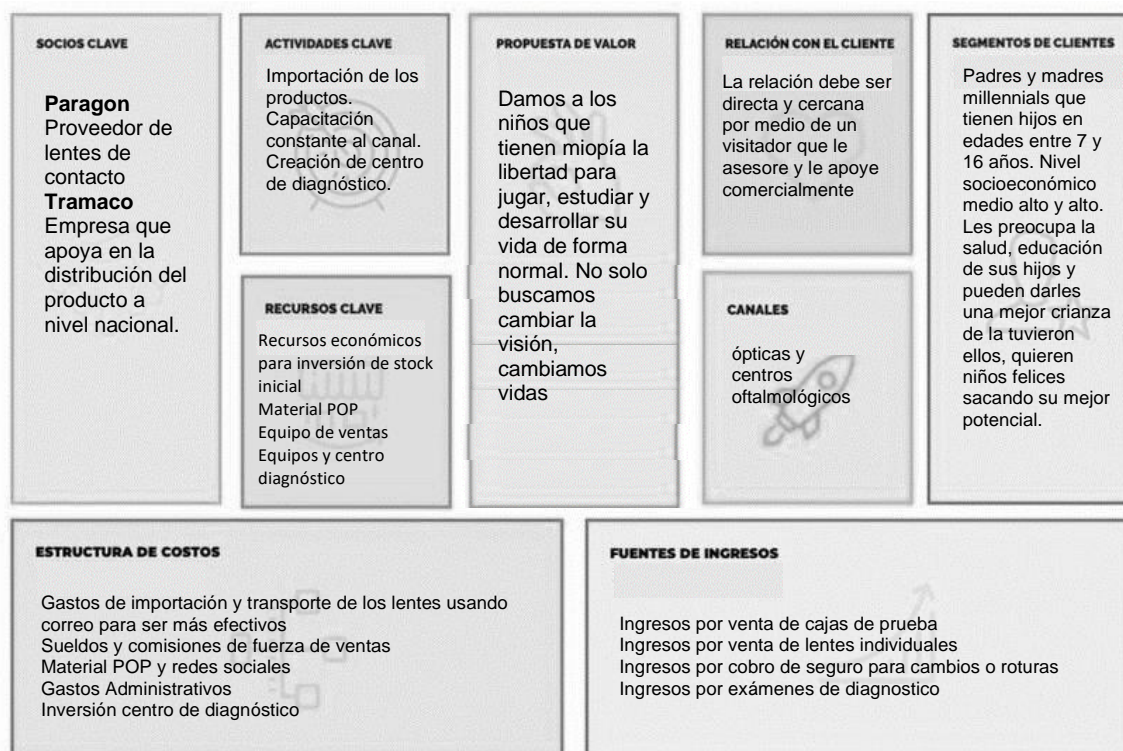 SOCIOS CLAVE
Paragon
Proveedor de
lentes de
contacto
Tramaco
Empresa que
apoya en la
distribución del
producto a
nivel nacional.
ACTIVIDADES CLAVE
Importación de los
productos.
Capacitación
constante al canal.
Creación de centro
de diagnóstico.
RECURSOS CLAVE
Recursos económicos
para inversión de stock
inicial
Material POP
Equipo de ventas
Equipos y centro
diagnóstico
PROPUESTA DE VALOR
Damos a los
niños que
tienen miopía la
libertad para
jugar, estudiar y
desarrollar su
vida de forma
normal. No solo
buscamos
cambiar la
visión,
cambiamos
vidas
RELACIÓN CON EL CLIENTE
La relación debe ser
directa y cercana
por medio de un
visitador que le
asesore y le apoye
comercialmente
CANALES
ópticas y
centros
oftalmológicos
SEGMENTOS DE CLIENTES
Padres y madres
millennials que
tienen hijos en
edades entre 7 y
16 años. Nivel
socioeconómico
medio alto y alto.
Les preocupa la
salud, educación
de sus hijos y
pueden darles
una mejor crianza
de la tuvieron
ellos, quieren
niños felices
sacando su mejor
potencial.
ESTRUCTURA DE COSTOS
Gastos de importación y transporte de los lentes usando
correo para ser más efectivos
Sueldos y comisiones de fuerza de ventas
Material POP y redes sociales
Gastos Administrativos
Inversión centro de diagnóstico
FUENTES DE INGRESOS
Ingresos por venta de cajas de prueba
Ingresos por venta de lentes individuales
Ingresos por cobro de seguro para cambios o roturas
Ingresos por exámenes de diagnostico